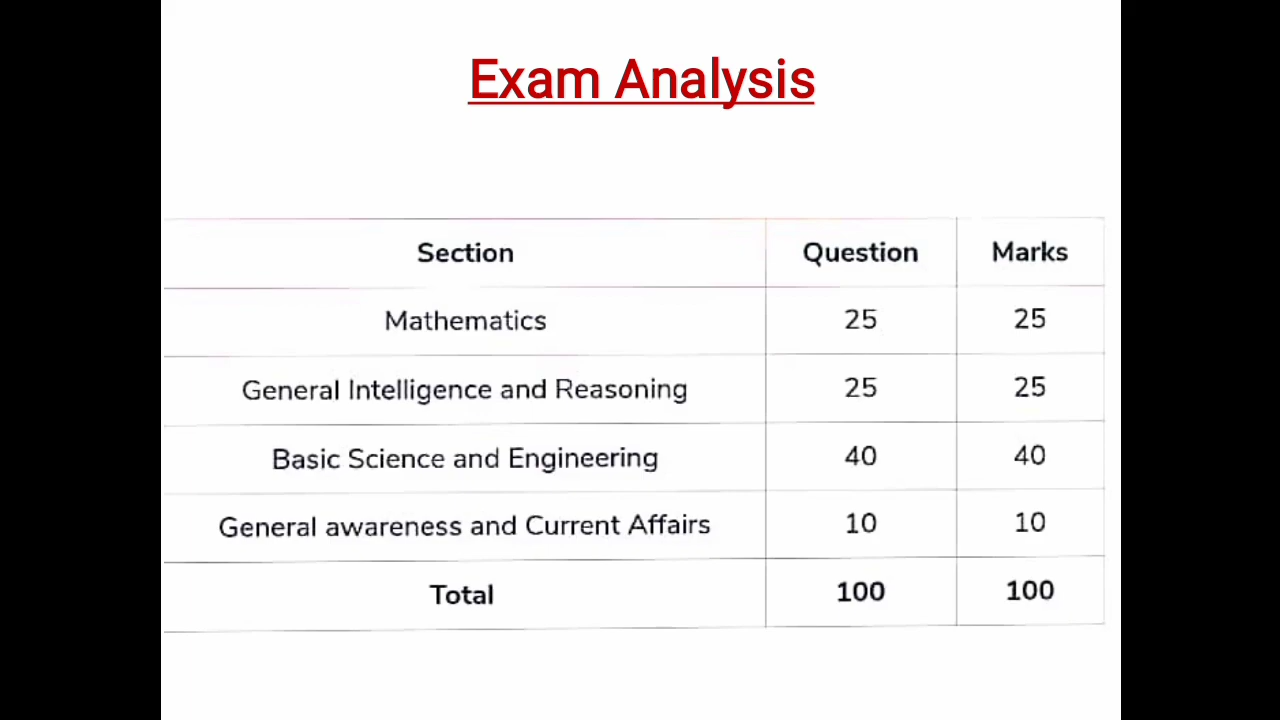 Exam Analysis
Section Question Marks
Mathematics 25 25
General Intelligence and Reasoning 25 25
Basic Science and Engineering 40 40
General awareness and Current Affairs 10 10
Total 100 100